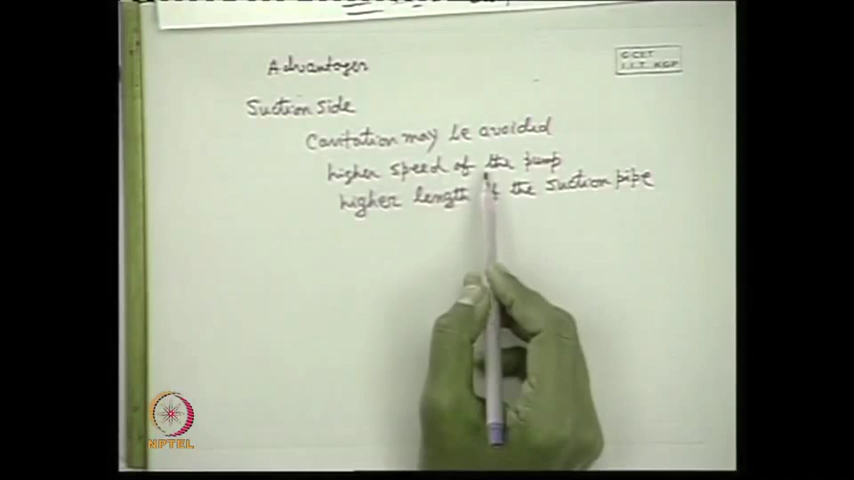 Advantages
G CET
I.I.T. KGP
Suction side
Cavitation may be avoided
higher speed of the pump
higher length of the suction pipe
NPTEL